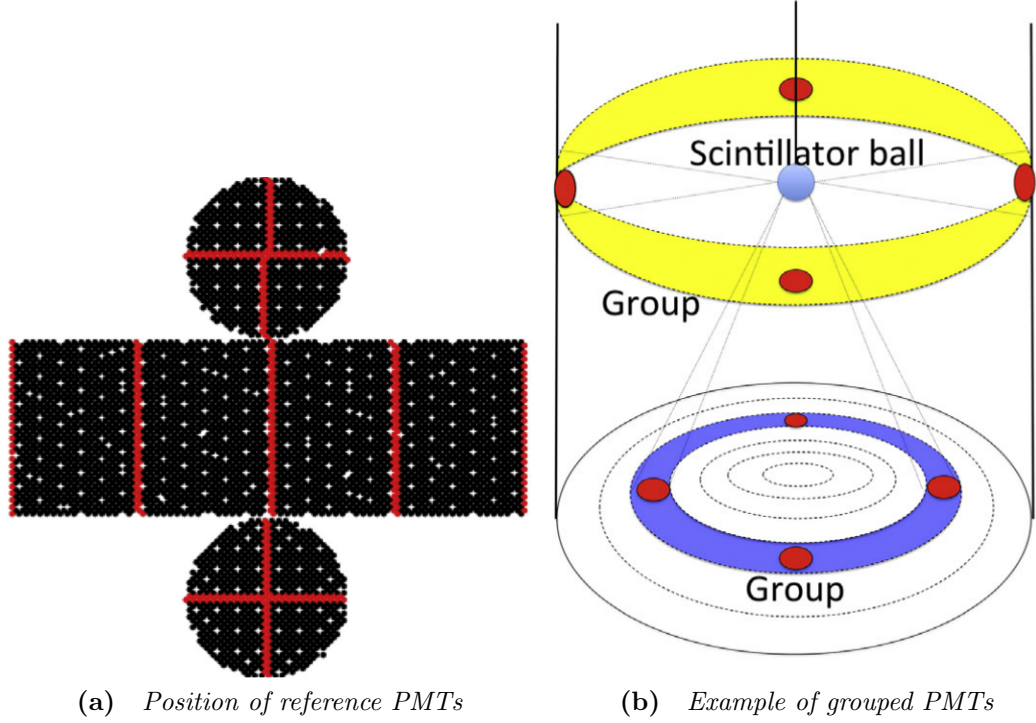 Scintillator ball
Group
Group
(a) Position of reference PMTs
(b) Example of grouped PMTs